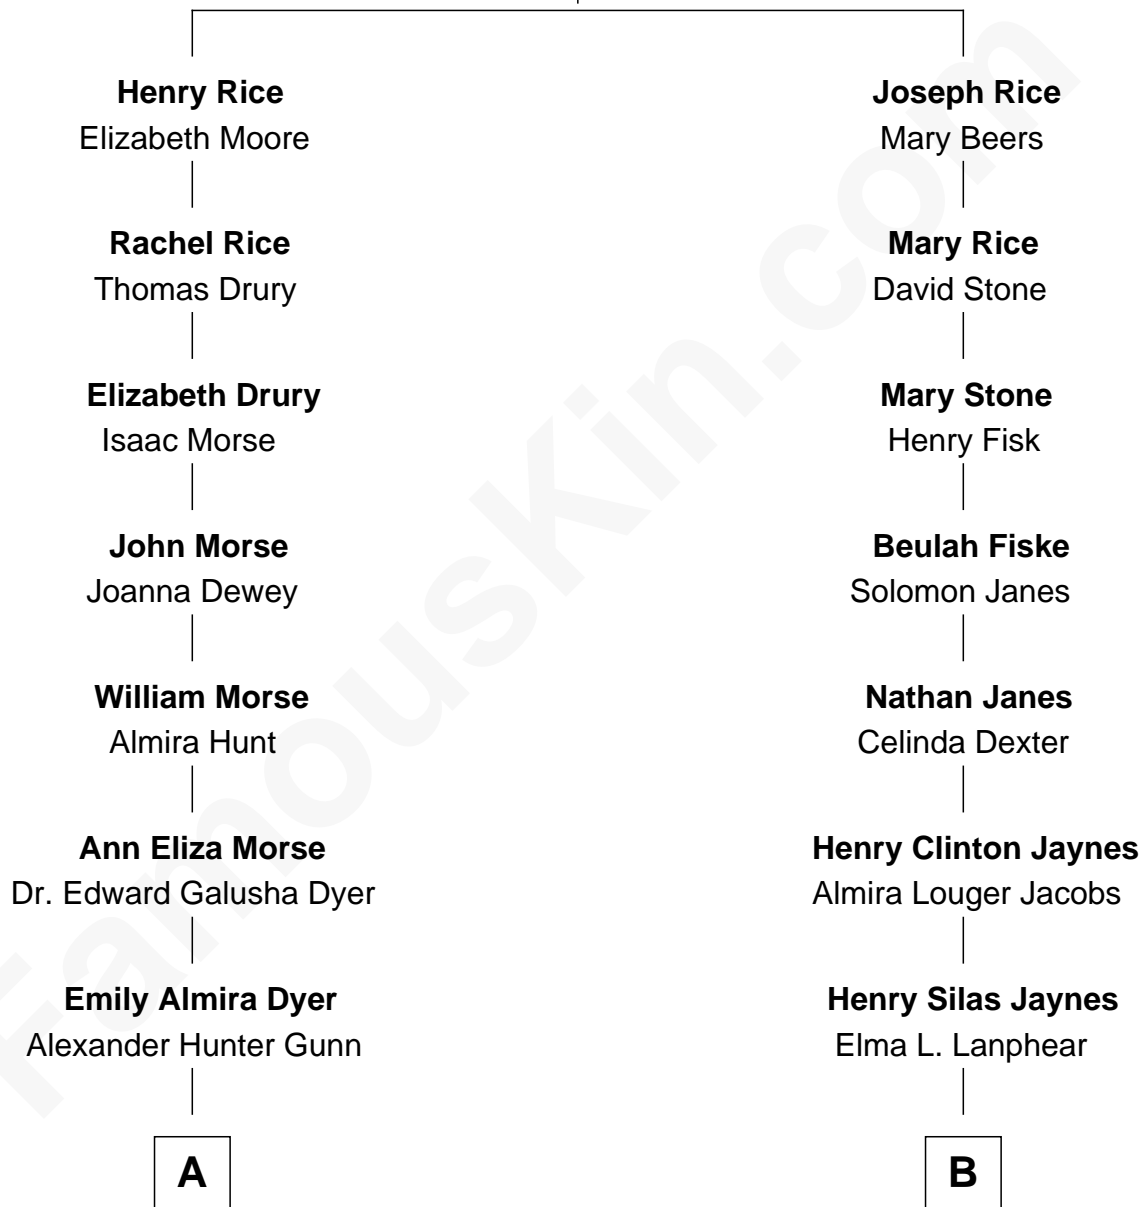 Henry Rice
Elizabeth Moore
Joseph Rice
Mary Beers
Rachel Rice
Thomas Drury
Mary Rice
David Stone
Elizabeth Drury
Isaac Morse
Mary Stone
Henry Fisk
John Morse
Joanna Dewey
Beulah Fiske
Solomon Janes
William Morse
Almira Hunt
Nathan Janes
Celinda Dexter
Ann Eliza Morse
Dr. Edward Galusha Dyer
Henry Clinton Jaynes
Almira Louger Jacobs
Emily Almira Dyer
Alexander Hunter Gunn
Henry Silas Jaynes
Elma L. Lanphear
A
B
FamousKin.com